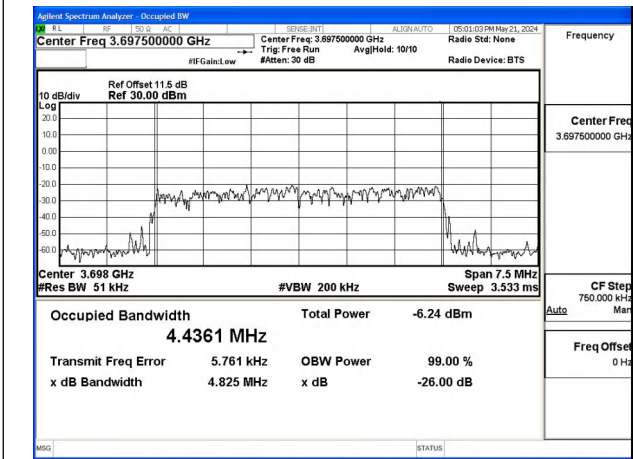 Agilent Spectrum Analyzer - Occupied BW
RL RF 50 Ω AC SENSE:INT ALIGNAUTO 05:01:03 PM May 21, 2024
Center Freq 3.697500000 GHz Center Freq: 3.697500000 GHz Radio Std: None
Trig: Free Run Avg|Hold: 10/10
#IFGain:Low #Atten: 30 dB Radio Device: BTS
Ref Offset 11.5 dB
10 dB/div Ref 30.00 dBm
Log
20.0
10.0
0.00
-10.0
-20.0
-30.0
-40.0
-50.0
-60.0
Center 3.698 GHz Span 7.5 MHz
#Res BW 51 kHz #VBW 200 kHz Sweep 3.533 ms
Occupied Bandwidth Total Power -6.24 dBm
4.4361 MHz
Transmit Freq Error 5.761 kHz OBW Power 99.00 %
x dB Bandwidth 4.825 MHz x dB -26.00 dB
MSG STATUS
Frequency
Center Freq
3.697500000 GHz
CF Step
750.000 kHz
Auto Man
Freq Offset
0 Hz